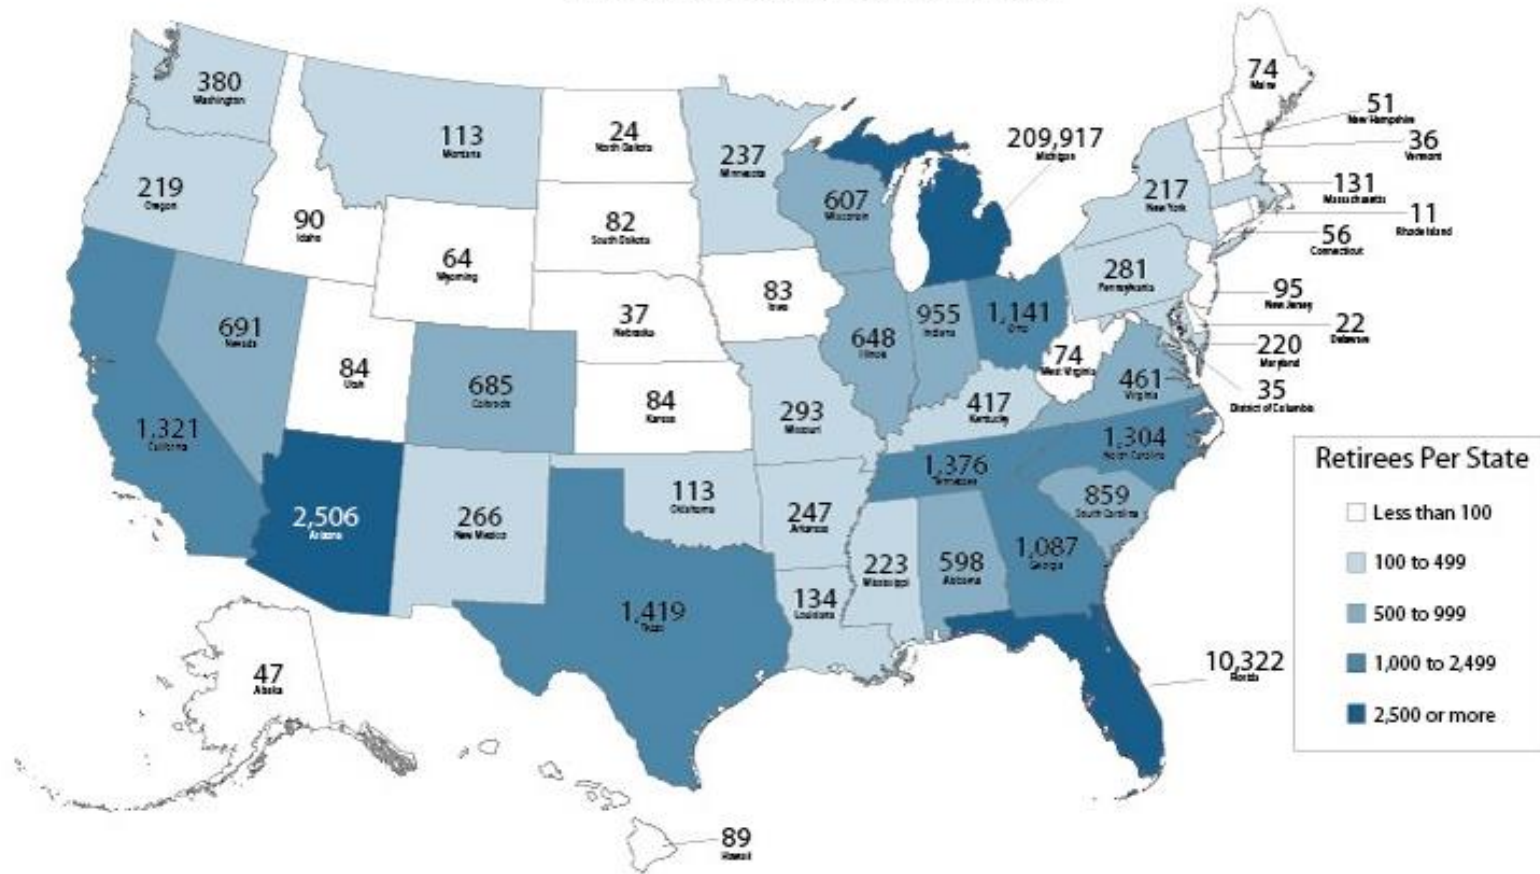 380
Washington
113
Montana
24
North Dakota
237
Minnesota
209,917
Michigan
74
Maine
51
New Hampshire
36
Vermont
219
Oregon
90
Idaho
82
South Dakota
607
Wisconsin
217
New York
131
Massachusetts
11
Rhode Island
56
Connecticut
64
Wyoming
83
Iowa
281
Pennsylvania
95
New Jersey
691
Nevada
37
Nebraska
648
Illinois
955
Indiana
1,141
Ohio
22
Delaware
220
Maryland
84
Utah
685
Colorado
84
Kansas
74
West Virginia
461
Virginia
35
District of Columbia
1,321
California
293
Missouri
417
Kentucky
1,304
North Carolina
1,376
Tennessee
2,506
Arizona
266
New Mexico
113
Oklahoma
247
Arkansas
859
South Carolina
223
Mississippi
598
Alabama
1,087
Georgia
1,419
Texas
134
Louisiana
10,322
Florida
47
Alaska
89
Hawaii
Retirees Per State
Less than 100
100 to 499
500 to 999
1,000 to 2,499
2,500 or more